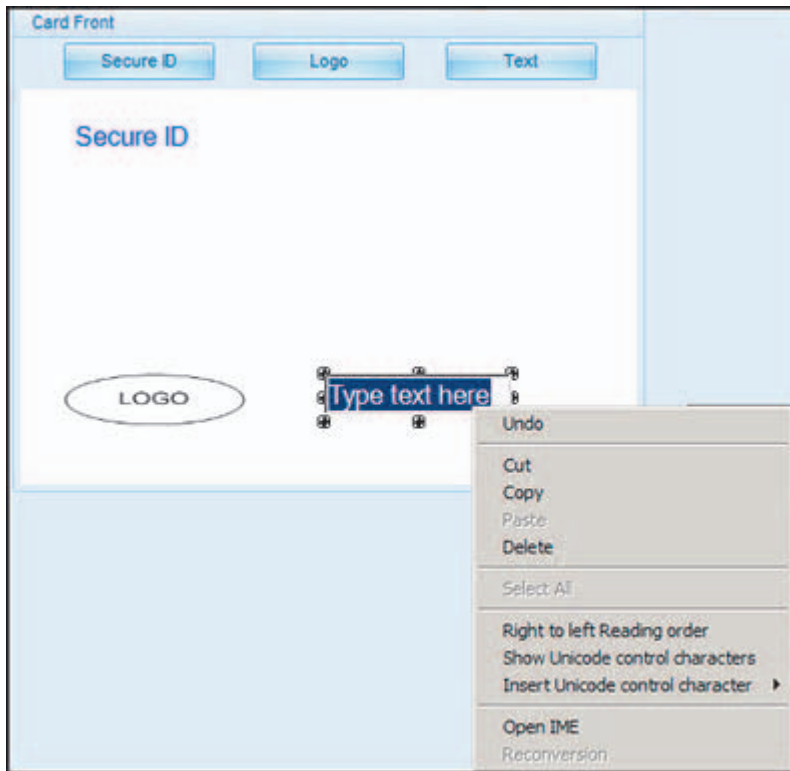 Card Front
Secure ID Logo Text
Secure ID
LOGO
Type text here
Undo
Cut
Copy
Paste
Delete
Select All
Right to left Reading order
Show Unicode control characters
Insert Unicode control character
Open IME
Reconversion